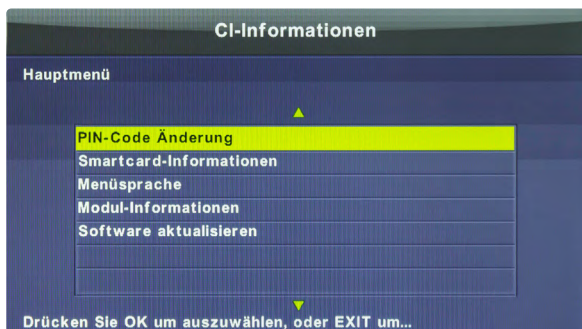 CI-Informationen
Hauptmenü
PIN-Code Änderung
Smartcard-Informationen
Menüsprache
Modul-Informationen
Software aktualisieren
Drücken Sie OK um auszuwählen, oder EXIT um...